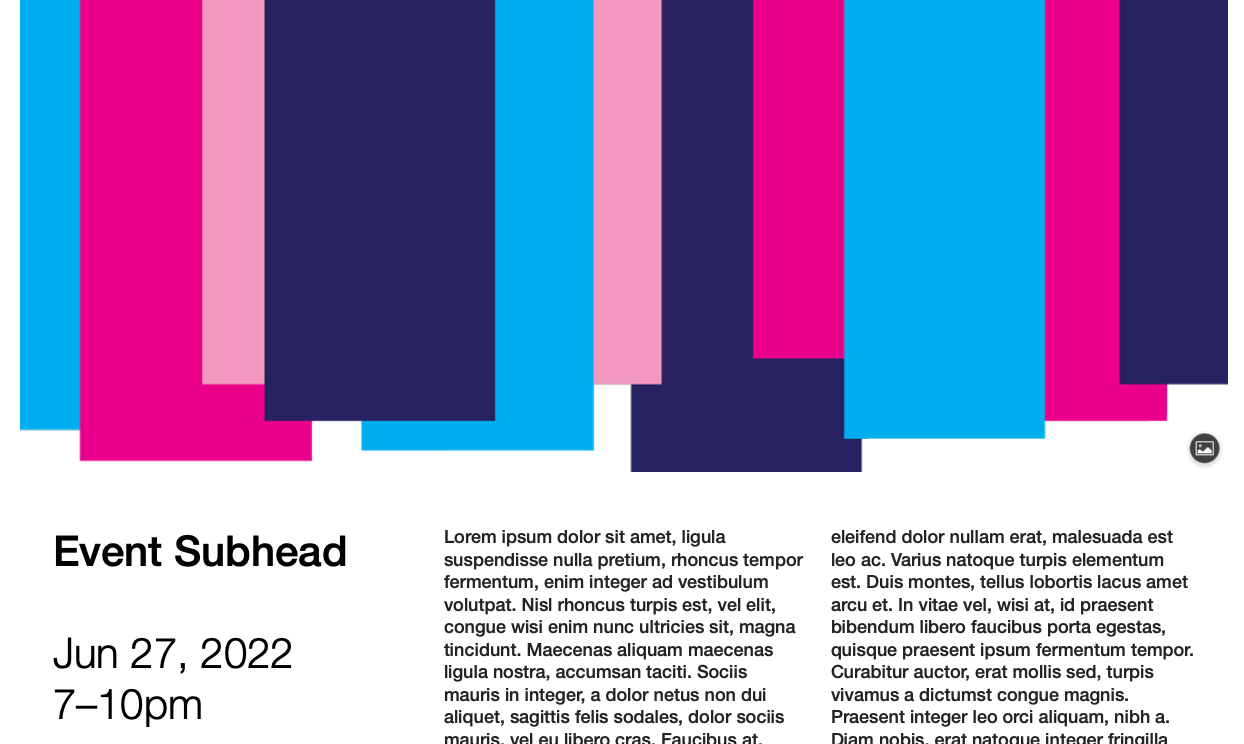 Event Subhead
Jun 27, 2022
7–10pm
Lorem ipsum dolor sit amet, ligula
suspendisse nulla pretium, rhoncus tempor
fermentum, enim integer ad vestibulum
volutpat. Nisl rhoncus turpis est, vel elit,
congue wisi enim nunc ultricies sit, magna
tincidunt. Maecenas aliquam maecenas
ligula nostra, accumsan taciti. Sociis
mauris in integer, a dolor netus non dui
aliquet, sagittis felis sodales, dolor sociis
mauris, vel eu libero cras. Faucibus at.
eleifend dolor nullam erat, malesuada est
leo ac. Varius natoque turpis elementum
est. Duis montes, tellus lobortis lacus amet
arcu et. In vitae vel, wisi at, id praesent
bibendum libero faucibus porta egestas,
quisque praesent ipsum fermentum tempor.
Curabitur auctor, erat mollis sed, turpis
vivamus a dictumst congue magnis.
Praesent integer leo orci aliquam, nibh a.
Diam nobis, erat natoque integer fringilla